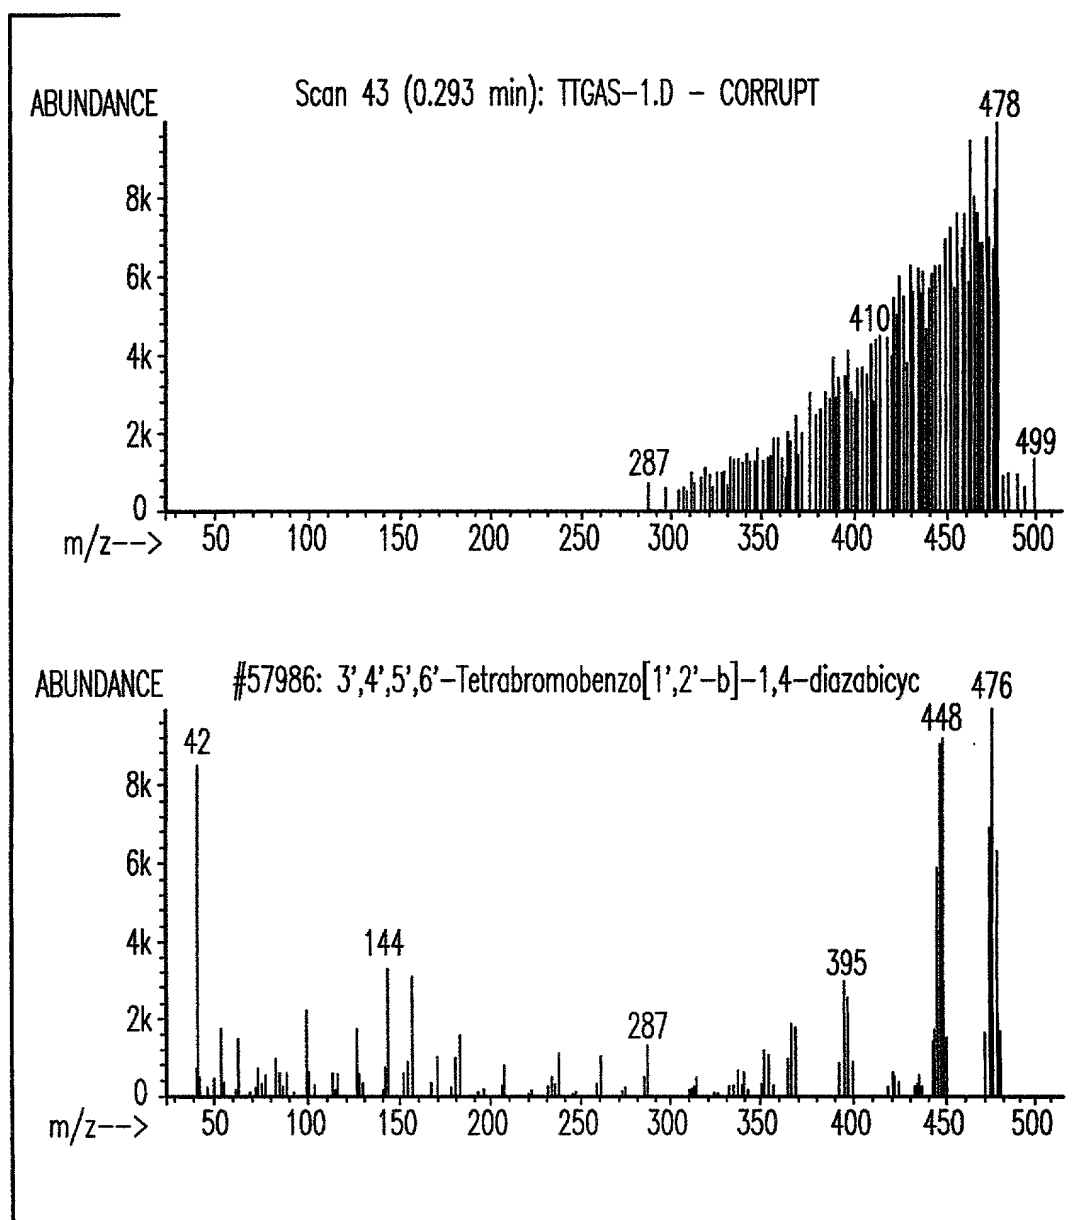 ABUNDANCE
Scan 43 (0.293 min): TTGAS-1.D - CORRUPT
478
8k
6k
410
4k
2k
287
499
0
m/z-->
50 100 150 200 250 300 350 400 450 500
ABUNDANCE
#57986: 3',4',5',6'-Tetrabromobenzo[1',2'-b]-1,4-diazabicyc
476
448
42
8k
6k
4k
144
395
2k
287
0
m/z-->
50 100 150 200 250 300 350 400 450 500